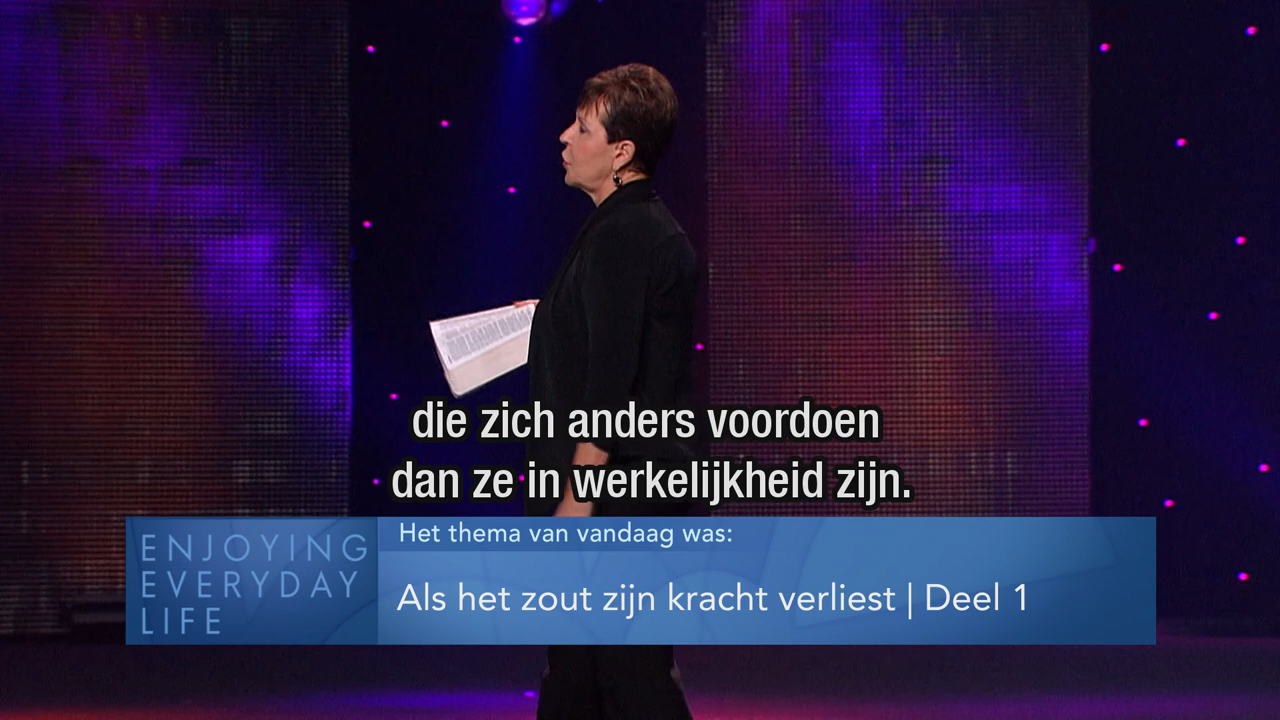 die zich anders voordoen
dan ze in werkelijkheid zijn.
ENJOYING
EVERYDAY
LIFE
Het thema van vandaag was:
Als het zout zijn kracht verliest | Deel 1